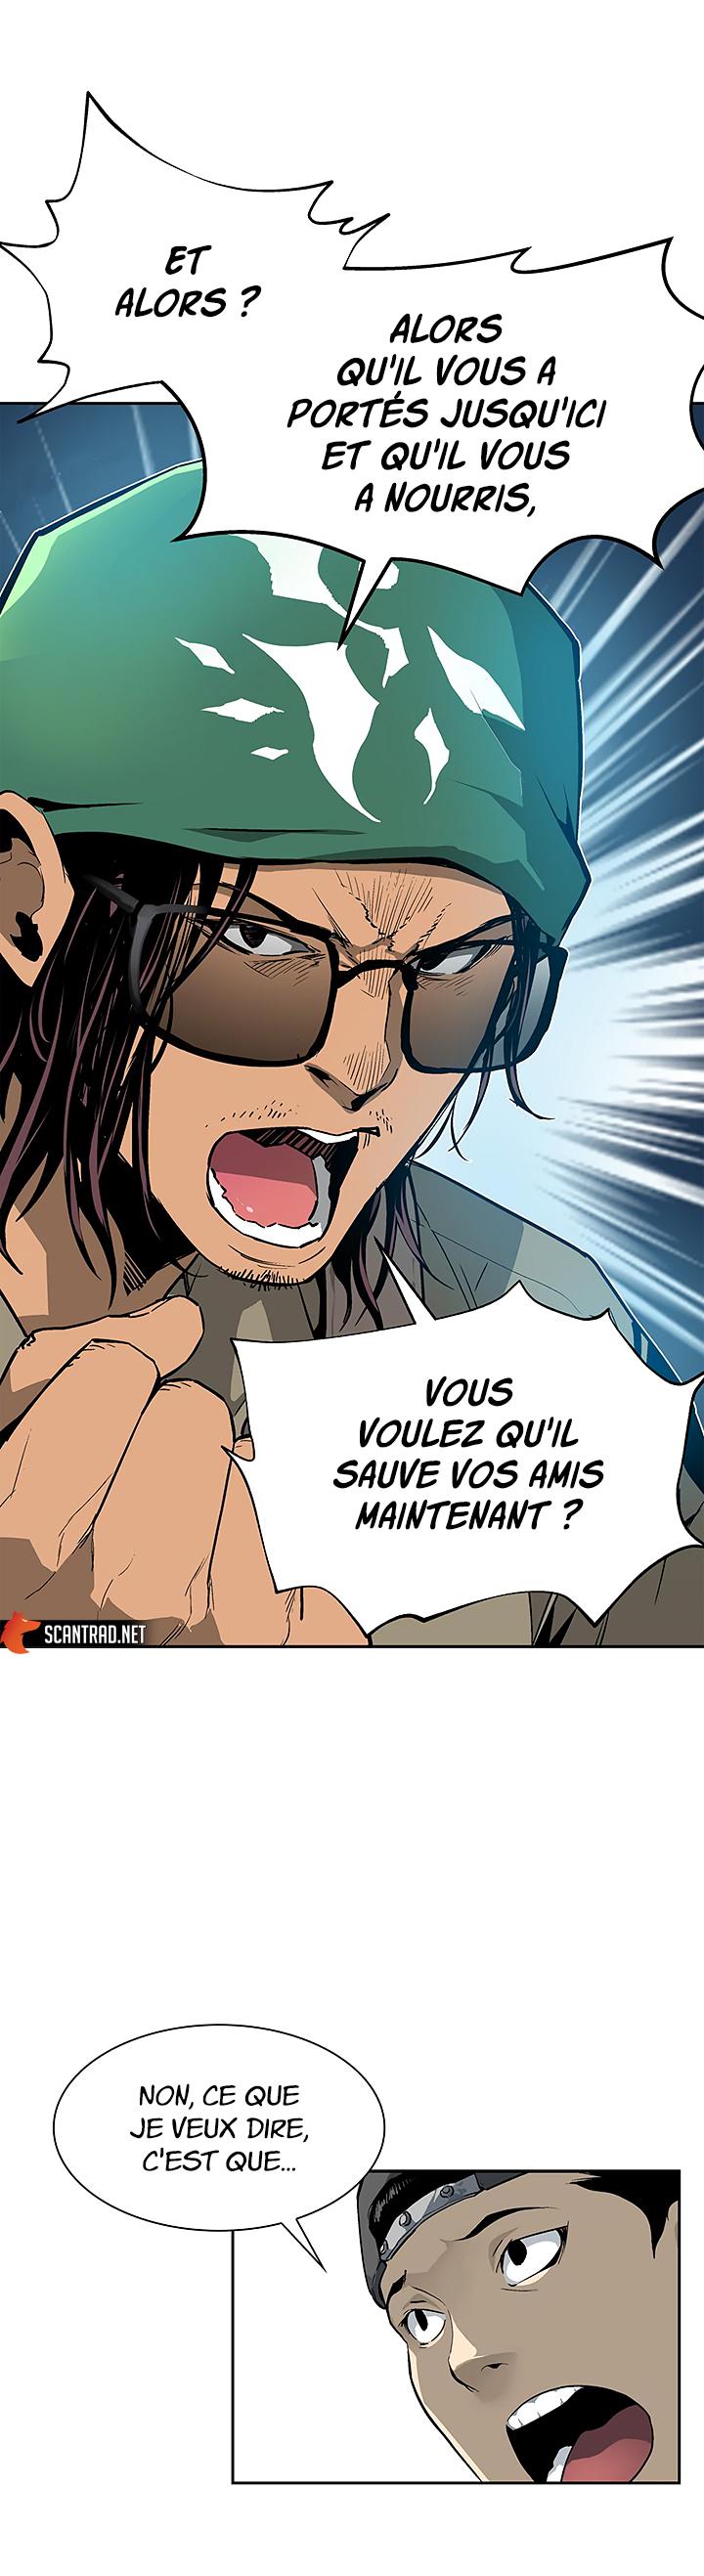 ET
ALORS ?
ALORS
QU'IL VOUS A
PORTÉS JUSQU'ICI
ET QU'IL VOUS
A NOURRIS,
VOUS
VOULEZ QU'IL
SAUVE VOS AMIS
MAINTENANT ?
SCANTRAD.NET
NON, CE QUE
JE VEUX DIRE,
C'EST QUE...